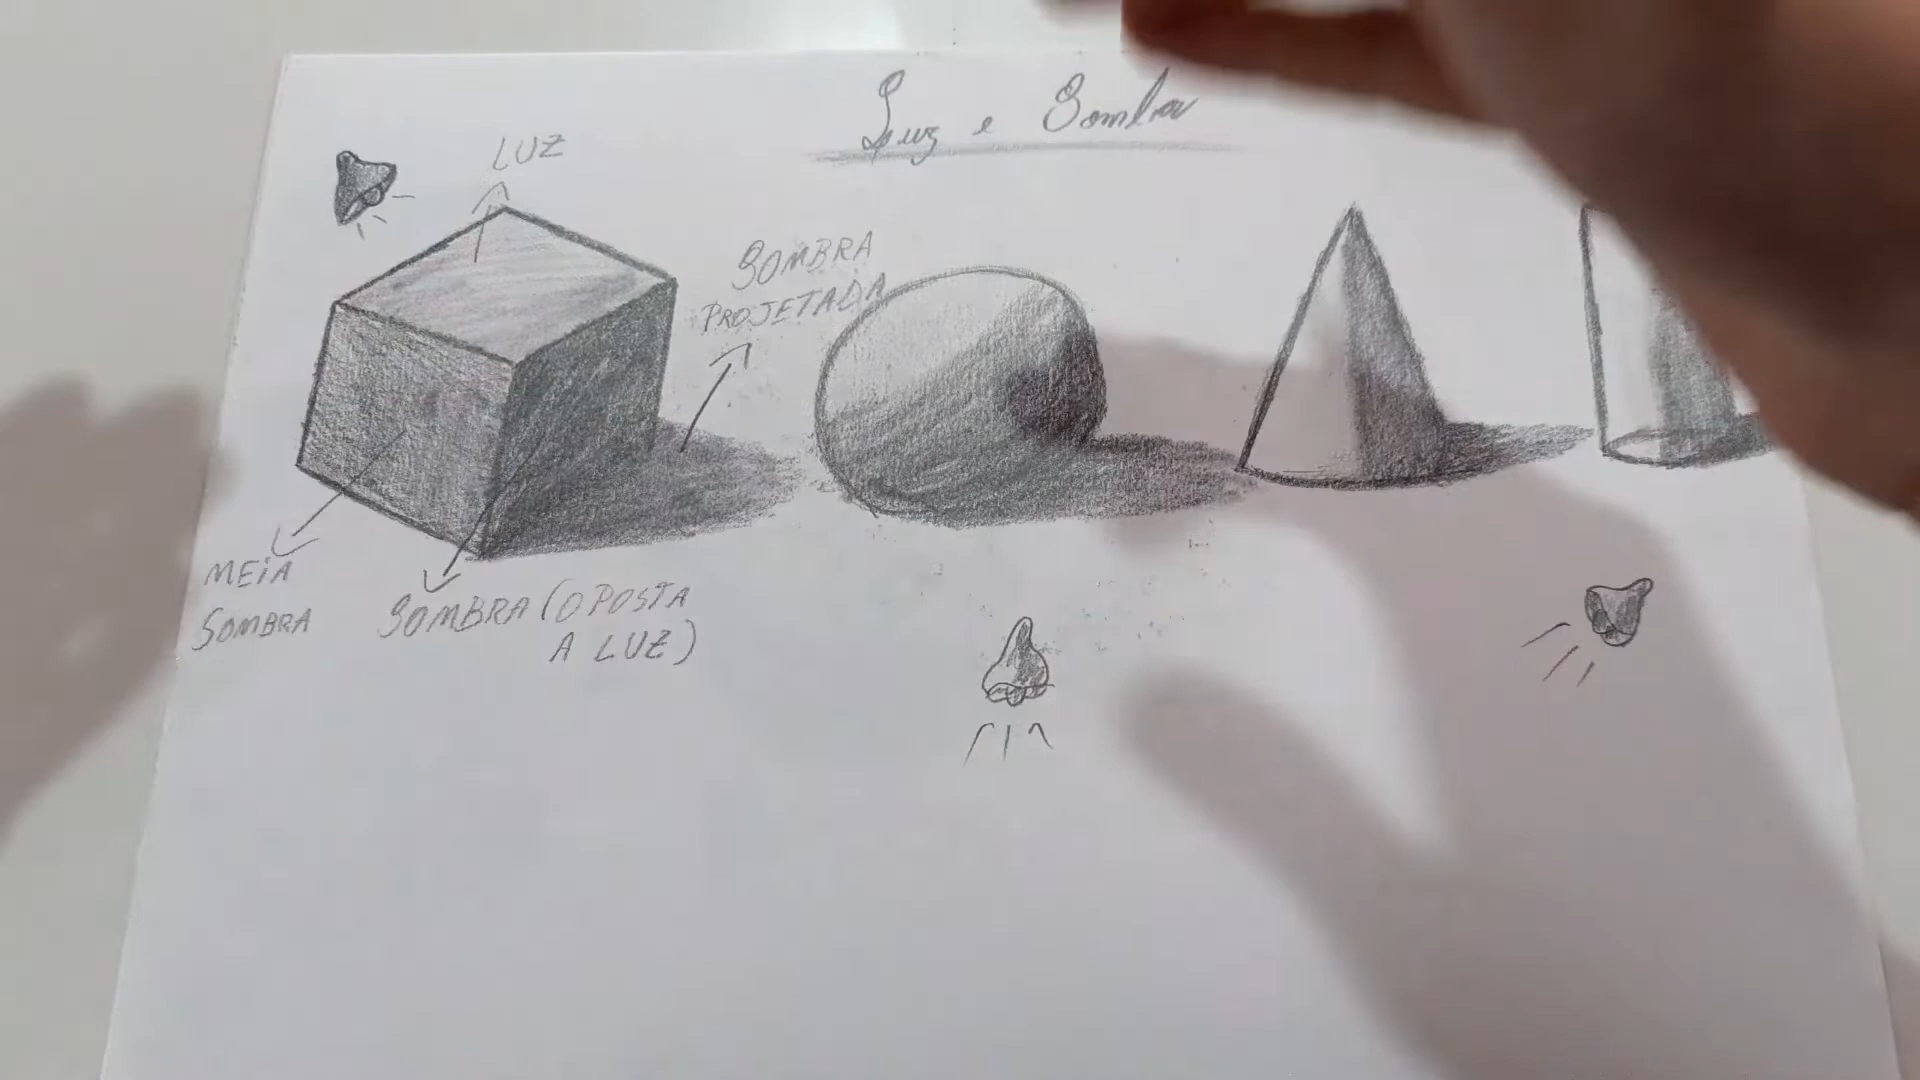 Luz e Sombra
LUZ
SOMBRA
PROJETADA
MEIA
SOMBRA
SOMBRA (OPOSTA
A LUZ)